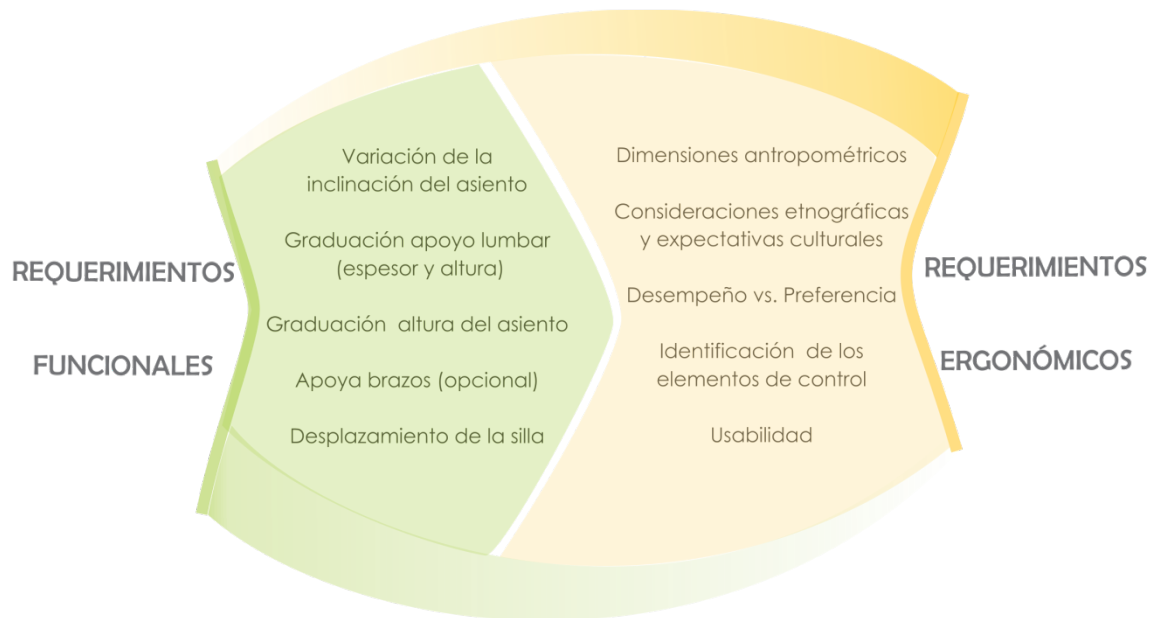 REQUERIMIENTOS
FUNCIONALES
Variación de la
inclinación del asiento
Graduación apoyo lumbar
(espesor y altura)
Graduación altura del asiento
Apoya brazos (opcional)
Desplazamiento de la silla
Dimensiones antropométricos
Consideraciones etnográficas
y expectativas culturales
Desempeño vs. Preferencia
Identificación de los
elementos de control
Usabilidad
REQUERIMIENTOS
ERGONÓMICOS